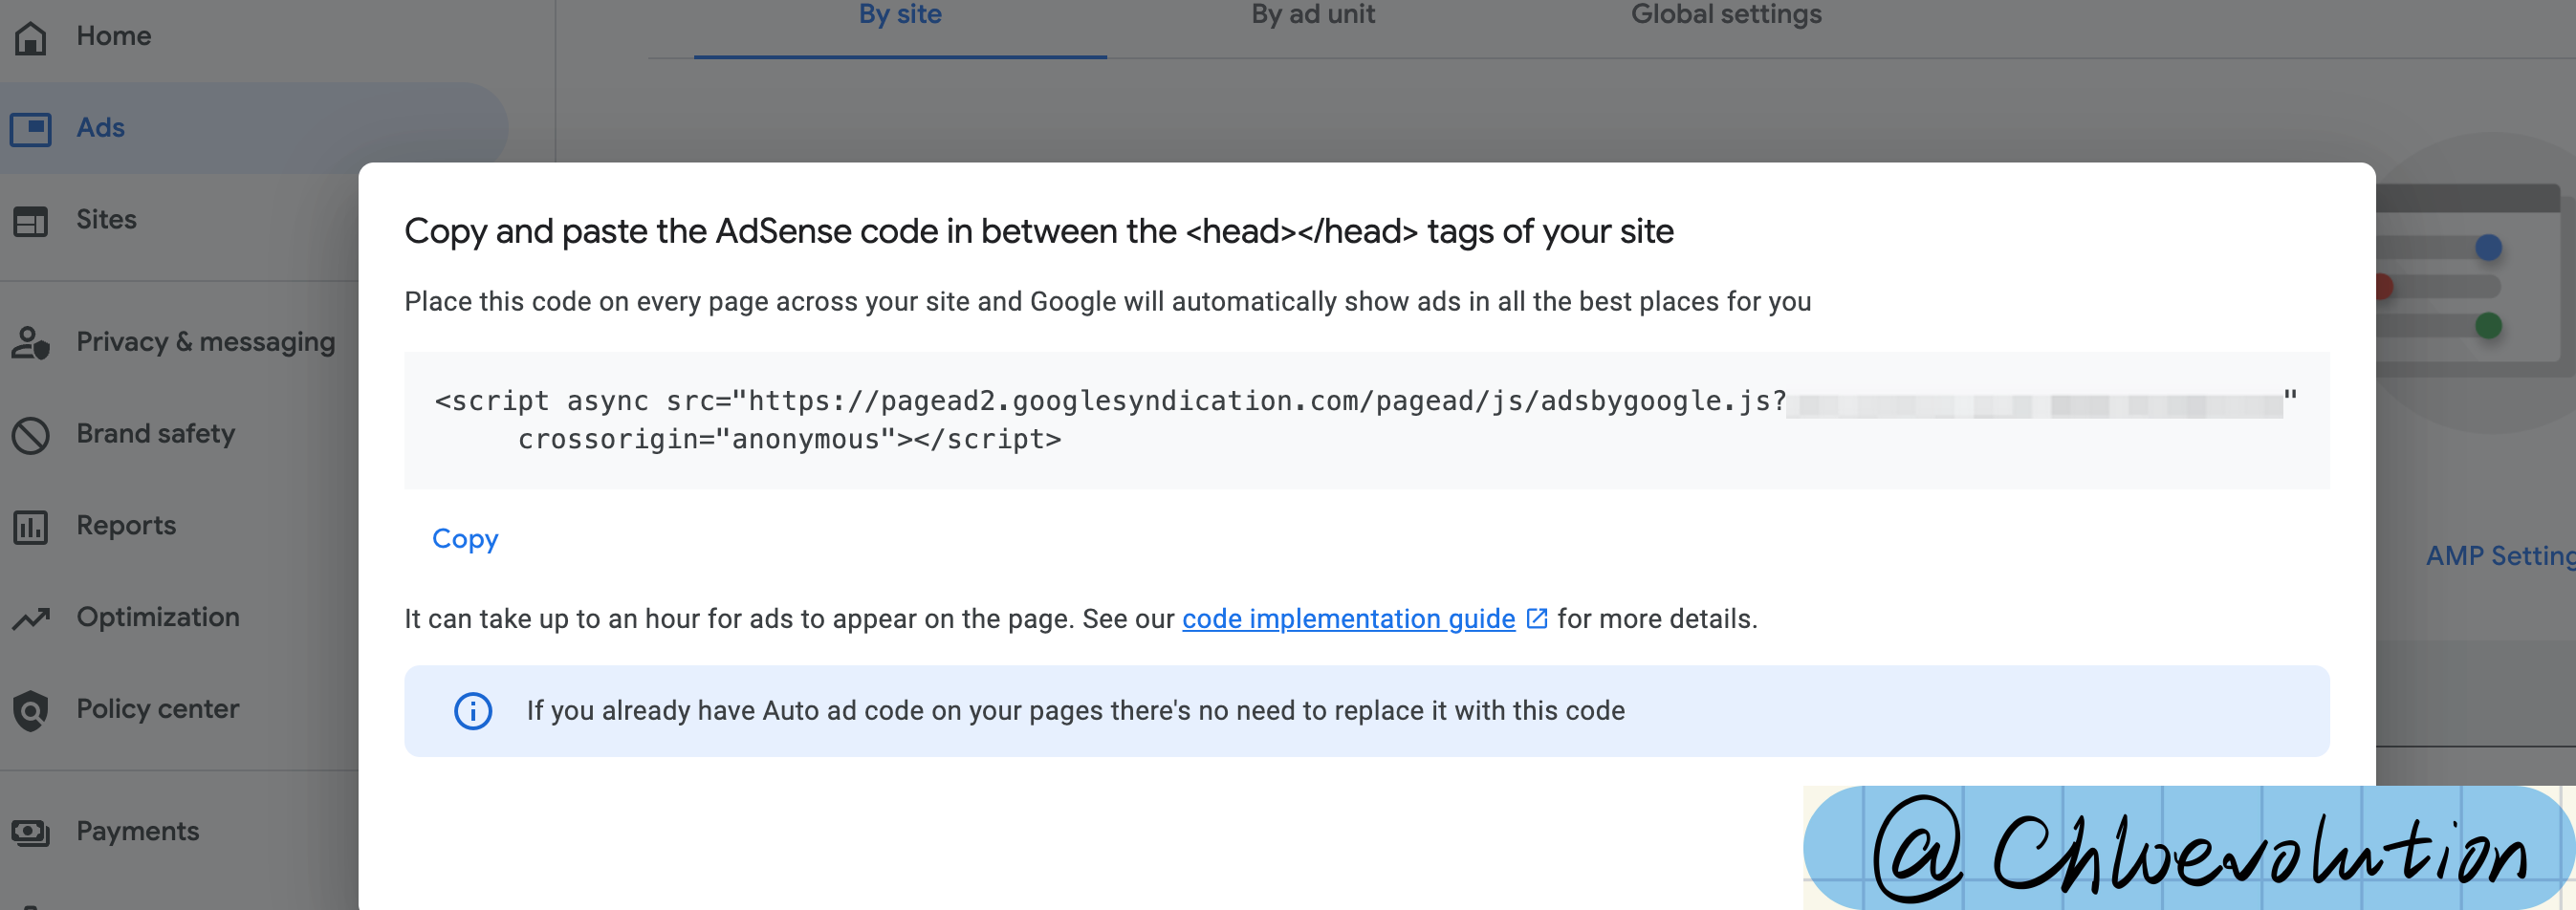 By site
By ad unit
Global settings
Home
Ads
Sites
Privacy & messaging
Brand safety
Reports
Optimization
Policy center
Payments
Copy and paste the AdSense code in between the <head></head> tags of your site
Place this code on every page across your site and Google will automatically show ads in all the best places for you
<script async src="https://pagead2.googlesyndication.com/pagead/js/adsbygoogle.js?"
crossorigin="anonymous"></script>
Copy
It can take up to an hour for ads to appear on the page. See our code implementation guide for more details.
If you already have Auto ad code on your pages there's no need to replace it with this code
AMP Setting
@Chloevolution